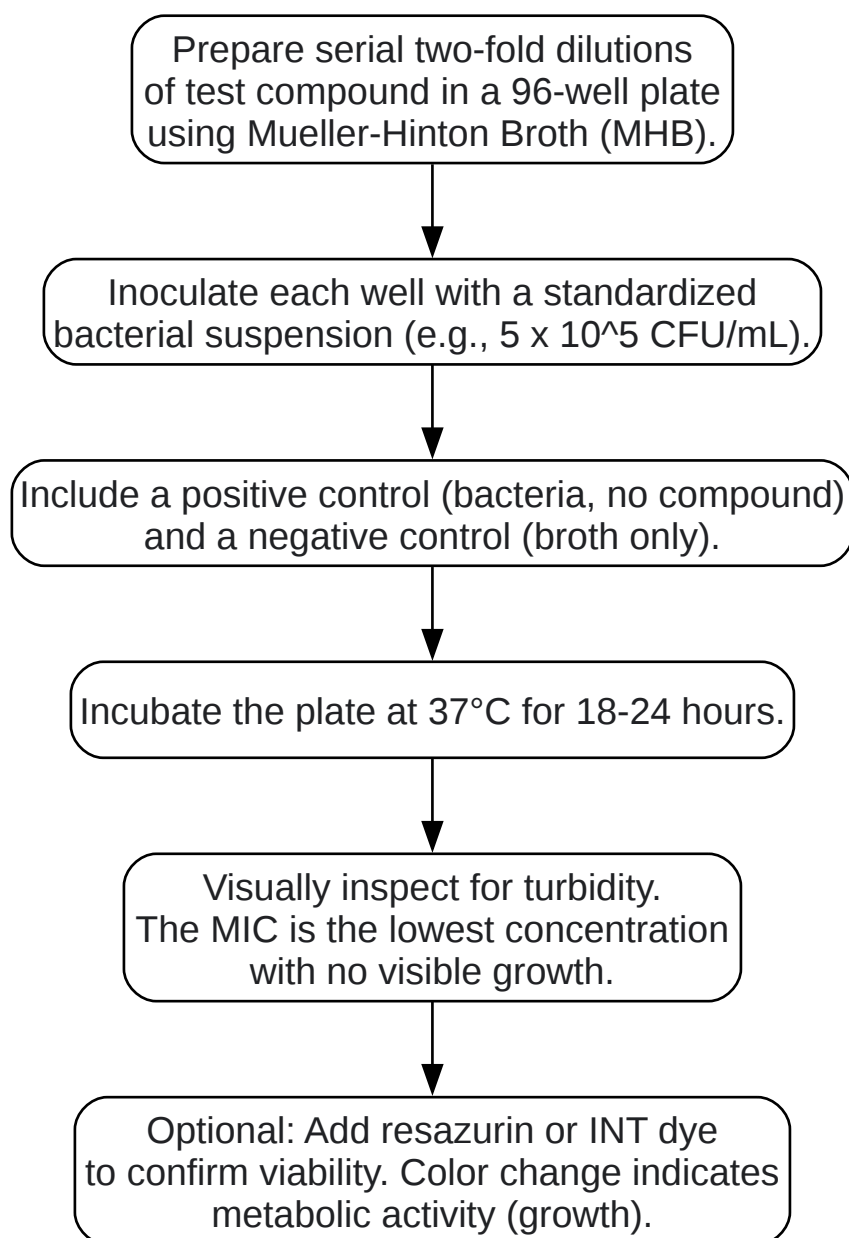 Prepare serial two-fold dilutions
of test compound in a 96-well plate
using Mueller-Hinton Broth (MHB).
Inoculate each well with a standardized
bacterial suspension (e.g., 5 x 10^5 CFU/mL).
Include a positive control (bacteria, no compound)
and a negative control (broth only).
Incubate the plate at 37°C for 18-24 hours.
Visually inspect for turbidity.
The MIC is the lowest concentration
with no visible growth.
Optional: Add resazurin or INT dye
to confirm viability. Color change indicates
metabolic activity (growth).